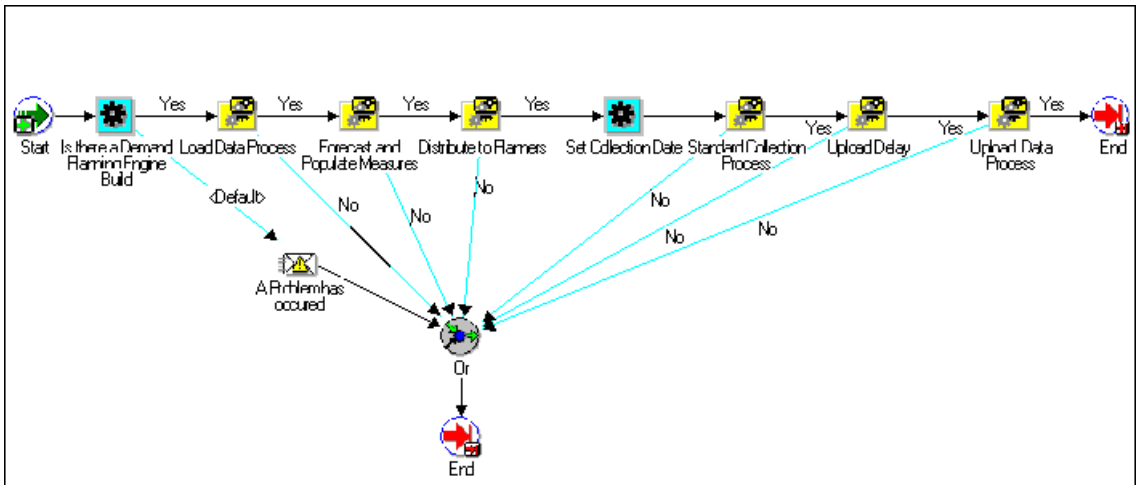 Yes
Yes
Yes
Yes
Yes
Start
Is there a Demand
Planning Engine
Build
Load Data Process
Forecast and
Populate Measures
Distribute to Planners
Set Collection Date
Standard Collection
Process
Yes
Upload Delay
Yes
Upload Data
Process
End
<Default>
No
No
No
No
No
No
A Problem has
occured
Or
End